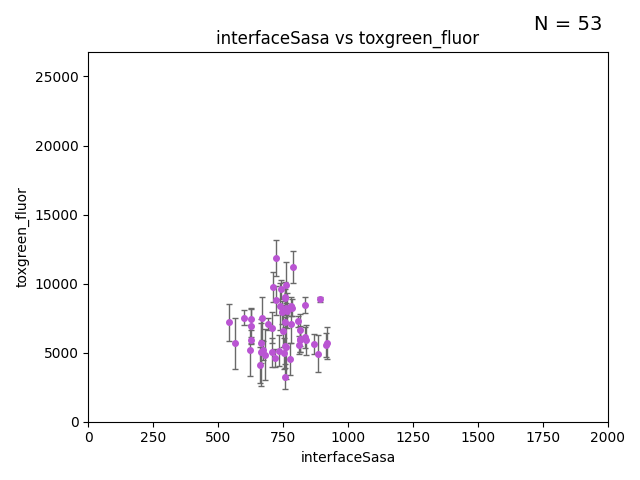 N = 53
interfaceSasa vs toxgreen_fluor
25000
20000
15000
10000
5000
0
toxgreen_fluor
0 250 500 750 1000 1250 1500 1750 2000
interfaceSasa